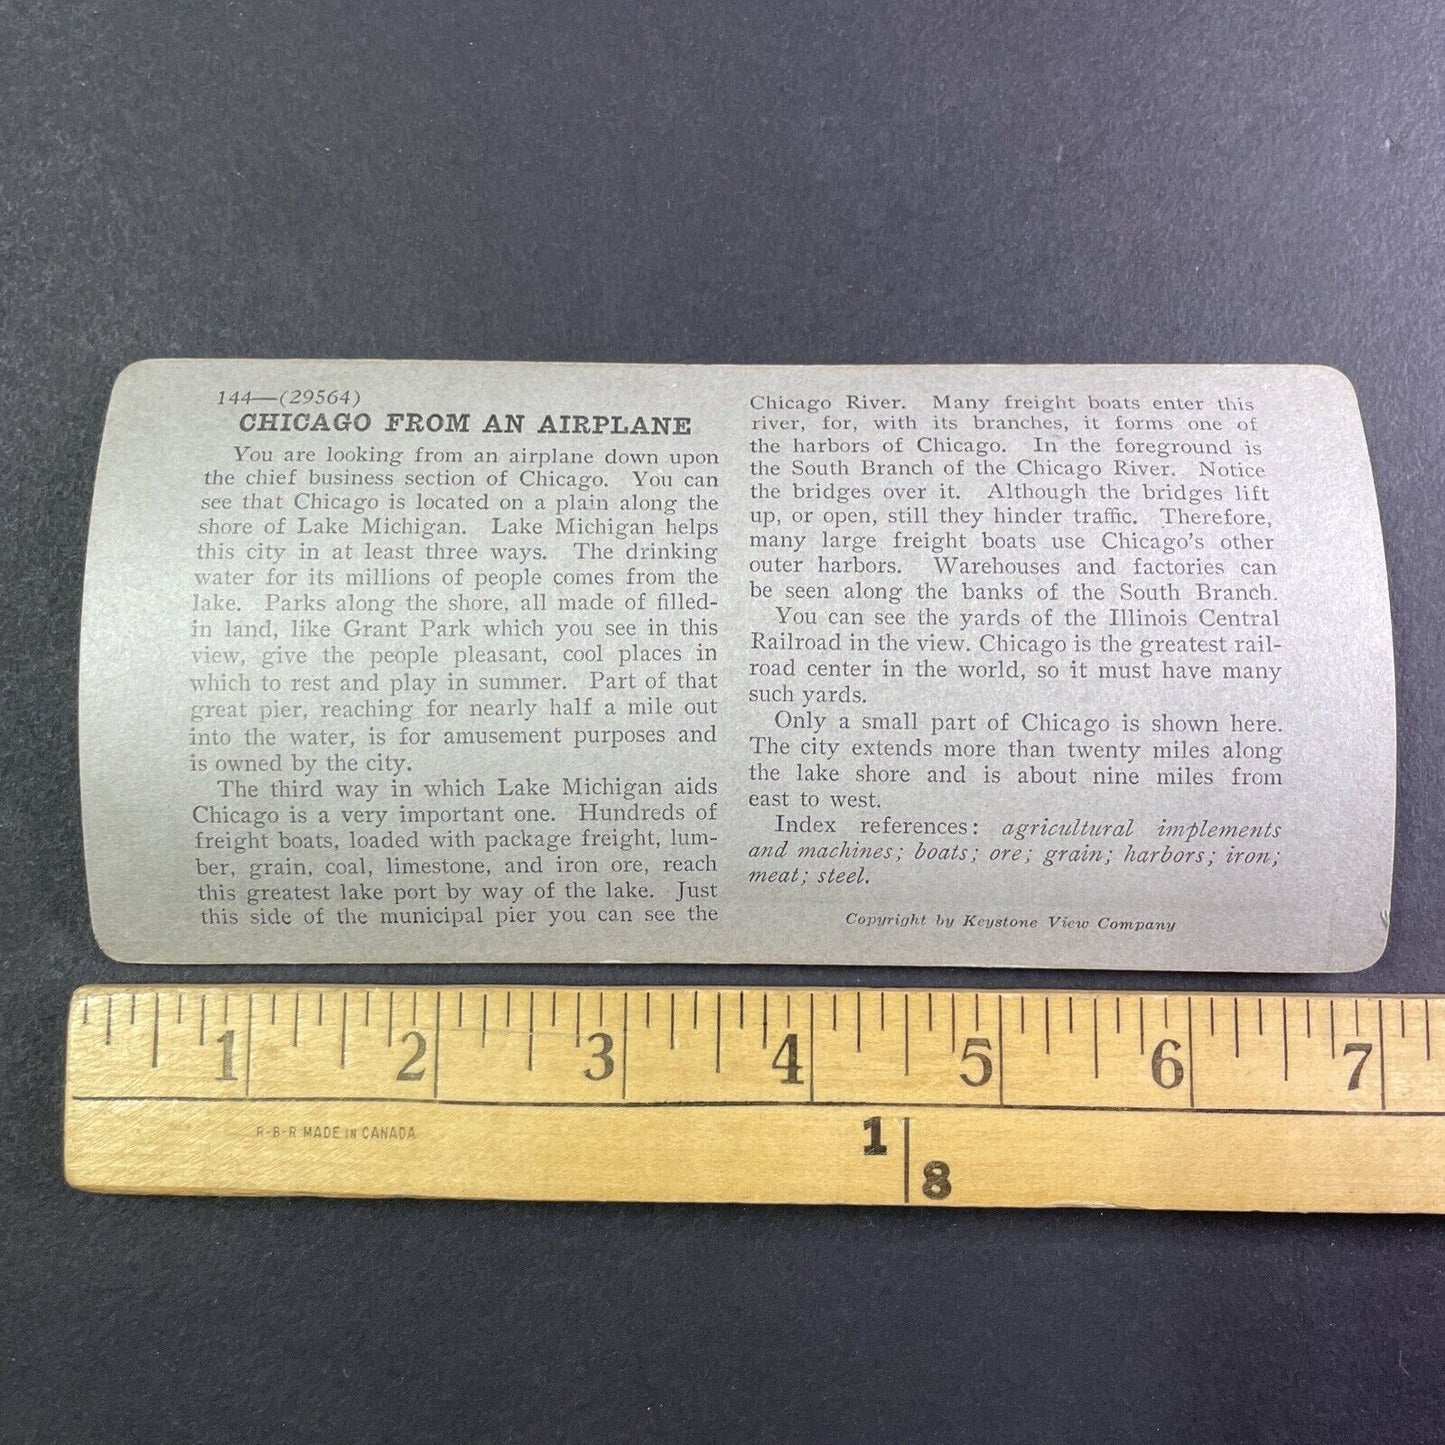 144—(29564)
CHICAGO FROM AN AIRPLANE
You are looking from an airplane down upon
the chief business section of Chicago. You can
see that Chicago is located on a plain along the
shore of Lake Michigan. Lake Michigan helps
this city in at least three ways. The drinking
water for its millions of people comes from the
lake. Parks along the shore, all made of filled-
in land, like Grant Park which you see in this
view, give the people pleasant, cool places in
which to rest and play in summer. Part of that
great pier, reaching for nearly half a mile out
into the water, is for amusement purposes and
is owned by the city.
The third way in which Lake Michigan aids
Chicago is a very important one. Hundreds of
freight boats, loaded with package freight, lum-
ber, grain, coal, limestone, and iron ore, reach
this greatest lake port by way of the lake. Just
this side of the municipal pier you can see the
Chicago River. Many freight boats enter this
river, for, with its branches, it forms one of
the harbors of Chicago. In the foreground is
the South Branch of the Chicago River. Notice
the bridges over it. Although the bridges lift
up, or open, still they hinder traffic. Therefore,
many large freight boats use Chicago's other
outer harbors. Warehouses and factories can
be seen along the banks of the South Branch.
You can see the yards of the Illinois Central
Railroad in the view. Chicago is the greatest rail-
road center in the world, so it must have many
such yards.
Only a small part of Chicago is shown here.
The city extends more than twenty miles along
the lake shore and is about nine miles from
east to west.
Index references: agricultural implements
and machines; boats; ore; grain; harbors; iron;
meat; steel.
Copyright by Keystone View Company
1 2 3 4 5 6 7
R-B-R MADE IN CANADA
1
8